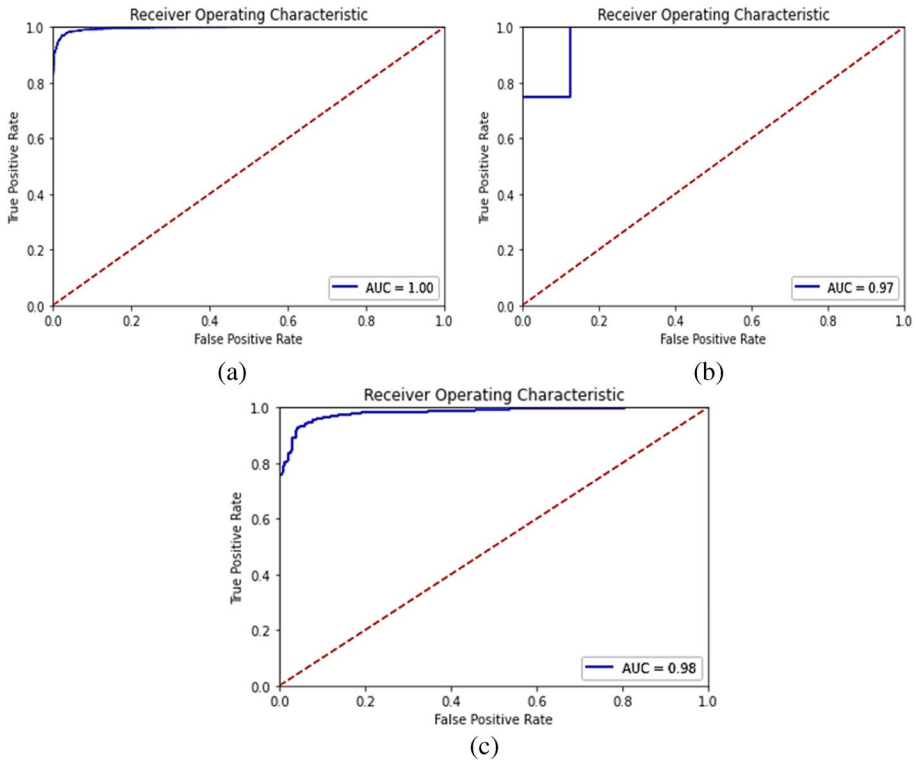 Receiver Operating Characteristic
1.0
0.8
0.6
0.4
0.2
0.0
True Positive Rate
AUC = 1.00
0.0 0.2 0.4 0.6 0.8 1.0
False Positive Rate
(a)
Receiver Operating Characteristic
1.0
0.8
0.6
0.4
0.2
0.0
True Positive Rate
AUC = 0.97
0.0 0.2 0.4 0.6 0.8 1.0
False Positive Rate
(b)
Receiver Operating Characteristic
1.0
0.8
0.6
0.4
0.2
0.0
True Positive Rate
AUC = 0.98
0.0 0.2 0.4 0.6 0.8 1.0
False Positive Rate
(c)